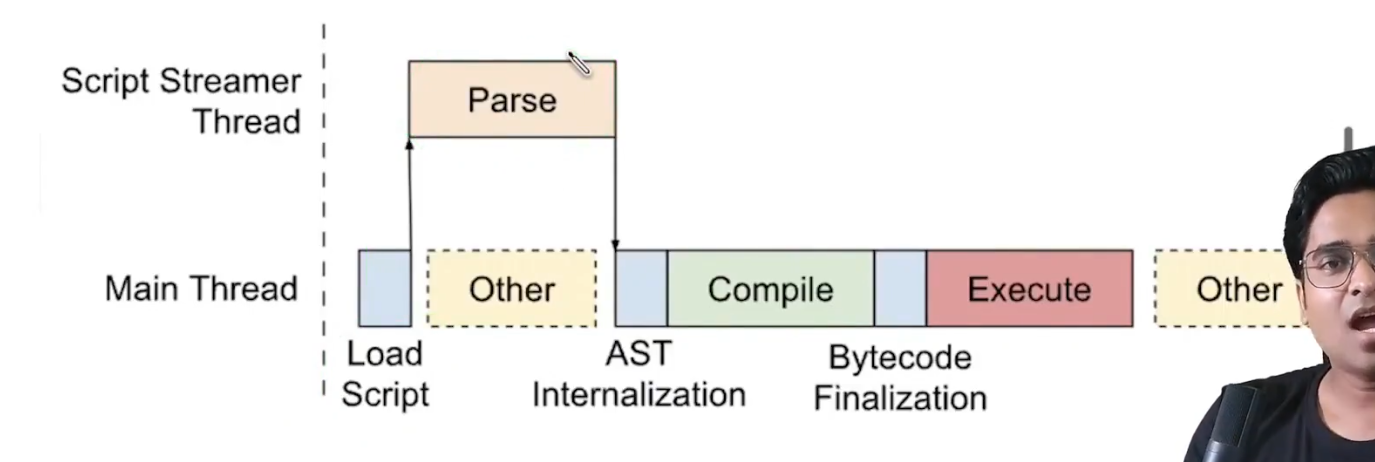 Script Streamer
Thread
Parse
Main Thread
Other
Compile
Execute
Other
Load
Script
AST
Internalization
Bytecode
Finalization